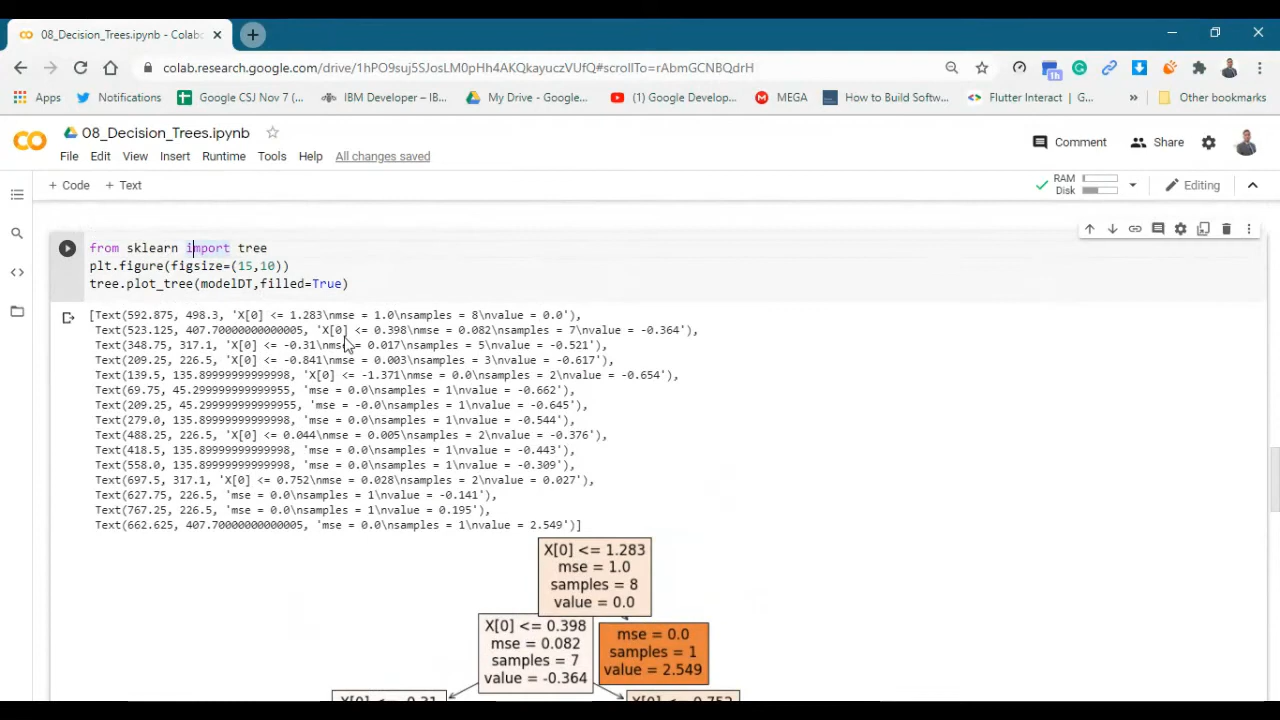 08_Decision_Trees.ipynb - Colabo
colab.research.google.com/drive/1hPO9suj5SJosLM0pHh4AKQkayuczVUfQ#scrollTo=rAbmGCNBQdrH
1h
Apps Notifications Google CSJ Nov 7 (... IBM Developer – IB... My Drive - Google... (1) Google Develop... MEGA How to Build Softw... Flutter Interact | G... » Other bookmarks
08_Decision_Trees.ipynb
Comment Share
File Edit View Insert Runtime Tools Help All changes saved
+ Code + Text
RAM
Disk
Editing
from sklearn import tree
plt.figure(figsize=(15,10))
tree.plot_tree(modelDT,filled=True)
[Text(592.875, 498.3, 'X[0] <= 1.283\nmse = 1.0\nsamples = 8\nvalue = 0.0'),
Text(523.125, 407.70000000000005, 'X[0] <= 0.398\nmse = 0.082\nsamples = 7\nvalue = -0.364'),
Text(348.75, 317.1, 'X[0] <= -0.31\nmse = 0.017\nsamples = 5\nvalue = -0.521'),
Text(209.25, 226.5, 'X[0] <= -0.841\nmse = 0.003\nsamples = 3\nvalue = -0.617'),
Text(139.5, 135.89999999999998, 'X[0] <= -1.371\nmse = 0.0\nsamples = 2\nvalue = -0.654'),
Text(69.75, 45.299999999999955, 'mse = 0.0\nsamples = 1\nvalue = -0.662'),
Text(209.25, 45.299999999999955, 'mse = -0.0\nsamples = 1\nvalue = -0.645'),
Text(279.0, 135.89999999999998, 'mse = 0.0\nsamples = 1\nvalue = -0.544'),
Text(488.25, 226.5, 'X[0] <= 0.044\nmse = 0.005\nsamples = 2\nvalue = -0.376'),
Text(418.5, 135.89999999999998, 'mse = 0.0\nsamples = 1\nvalue = -0.443'),
Text(558.0, 135.89999999999998, 'mse = 0.0\nsamples = 1\nvalue = -0.309'),
Text(697.5, 317.1, 'X[0] <= 0.752\nmse = 0.028\nsamples = 2\nvalue = 0.027'),
Text(627.75, 226.5, 'mse = 0.0\nsamples = 1\nvalue = -0.141'),
Text(767.25, 226.5, 'mse = 0.0\nsamples = 1\nvalue = 0.195'),
Text(662.625, 407.70000000000005, 'mse = 0.0\nsamples = 1\nvalue = 2.549')]
X[0] <= 1.283
mse = 1.0
samples = 8
value = 0.0
X[0] <= 0.398
mse = 0.082
samples = 7
value = -0.364
mse = 0.0
samples = 1
value = 2.549
X[0] <= -0.31
X[0] <= 0.752